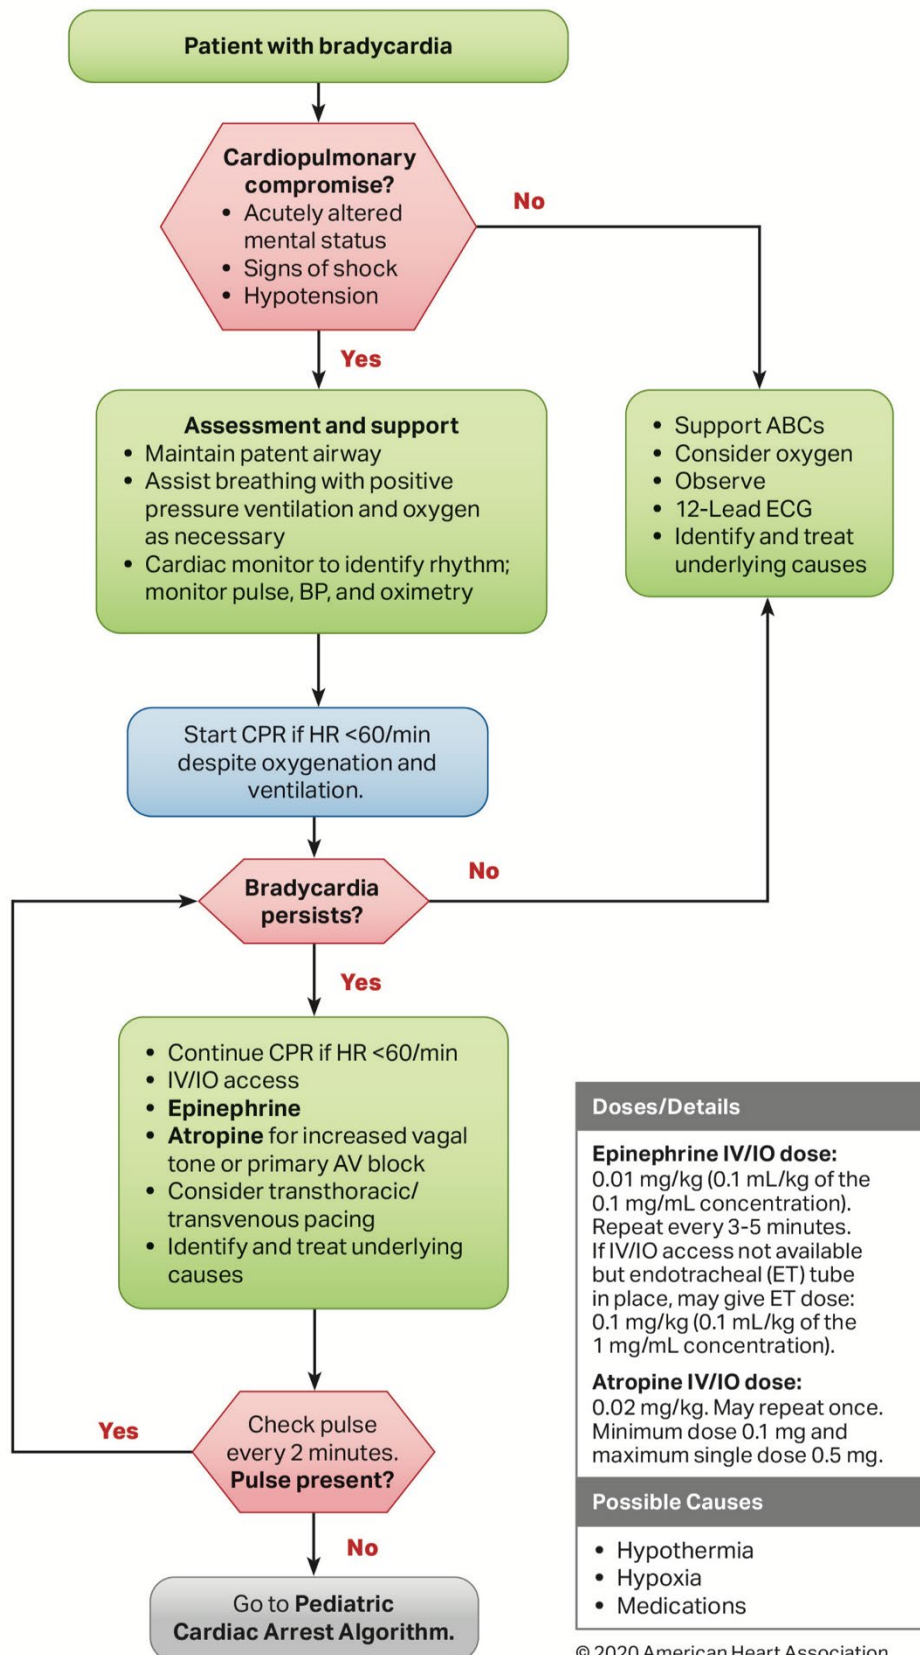 Patient with bradycardia
Cardiopulmonary
compromise?
• Acutely altered
mental status
• Signs of shock
• Hypotension
No
Yes
Assessment and support
• Maintain patent airway
• Assist breathing with positive
pressure ventilation and oxygen
as necessary
• Cardiac monitor to identify rhythm;
monitor pulse, BP, and oximetry
• Support ABCs
• Consider oxygen
• Observe
• 12-Lead ECG
• Identify and treat
underlying causes
Start CPR if HR <60/min
despite oxygenation and
ventilation.
Bradycardia
persists?
No
Yes
• Continue CPR if HR <60/min
• IV/IO access
• Epinephrine
• Atropine for increased vagal
tone or primary AV block
• Consider transthoracic/
transvenous pacing
• Identify and treat underlying
causes
Check pulse
every 2 minutes.
Pulse present?
Yes
No
Go to Pediatric
Cardiac Arrest Algorithm.
Doses/Details
Epinephrine IV/IO dose:
0.01 mg/kg (0.1 mL/kg of the
0.1 mg/mL concentration).
Repeat every 3-5 minutes.
If IV/IO access not available
but endotracheal (ET) tube
in place, may give ET dose:
0.1 mg/kg (0.1 mL/kg of the
1 mg/mL concentration).
Atropine IV/IO dose:
0.02 mg/kg. May repeat once.
Minimum dose 0.1 mg and
maximum single dose 0.5 mg.
Possible Causes
• Hypothermia
• Hypoxia
• Medications
© 2020 American Heart Association